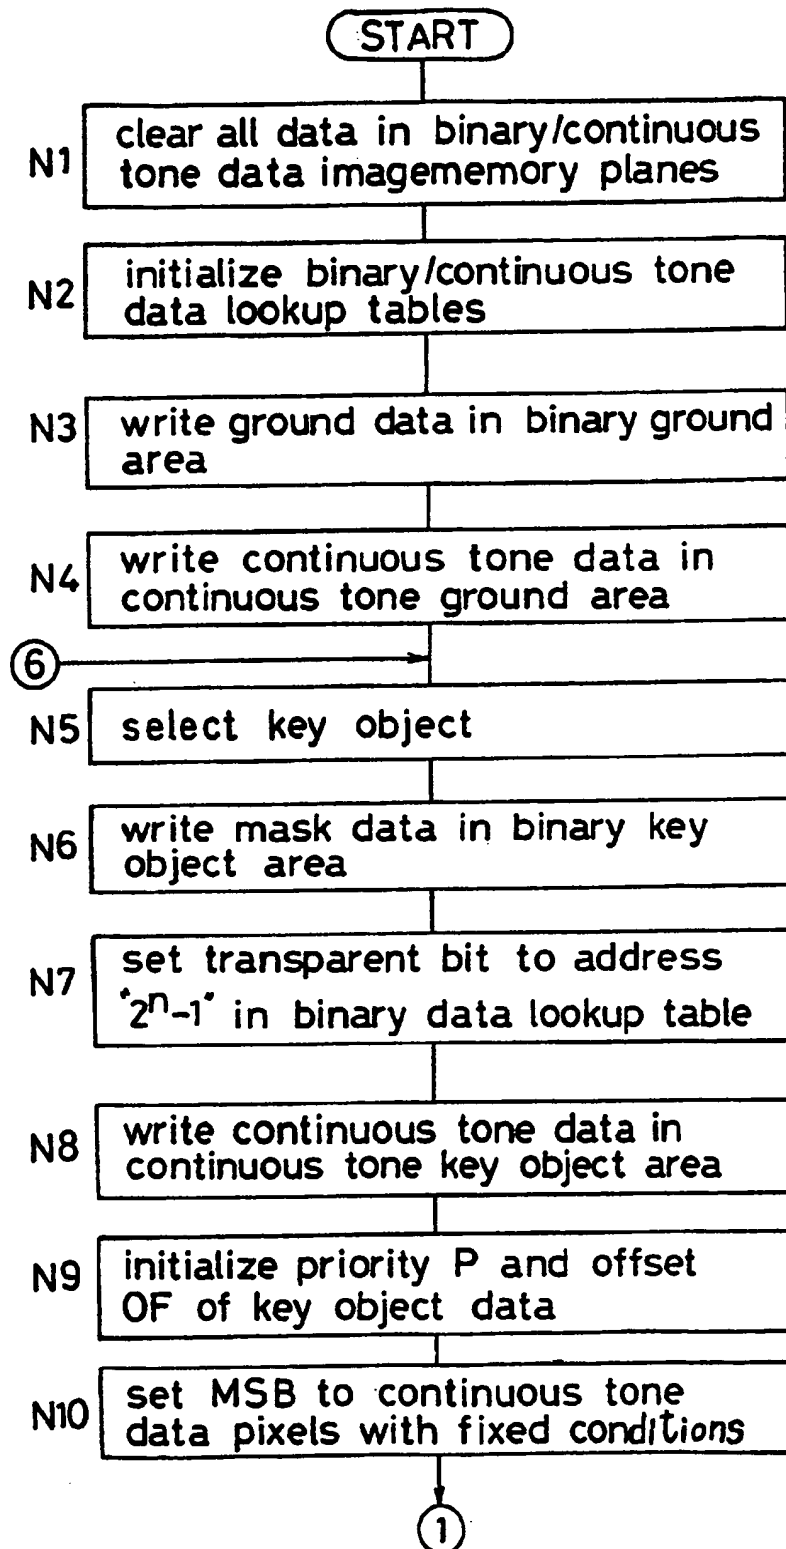 START
N1
clear all data in binary/continuous
tone data imagememory planes
N2
initialize binary/continuous tone
data lookup tables
N3
write ground data in binary ground
area
N4
write continuous tone data in
continuous tone ground area
6
N5
select key object
N6
write mask data in binary key
object area
N7
set transparent bit to address
"2ⁿ-1" in binary data lookup table
N8
write continuous tone data in
continuous tone key object area
N9
initialize priority P and offset
OF of key object data
N10
set MSB to continuous tone
data pixels with fixed conditions
1